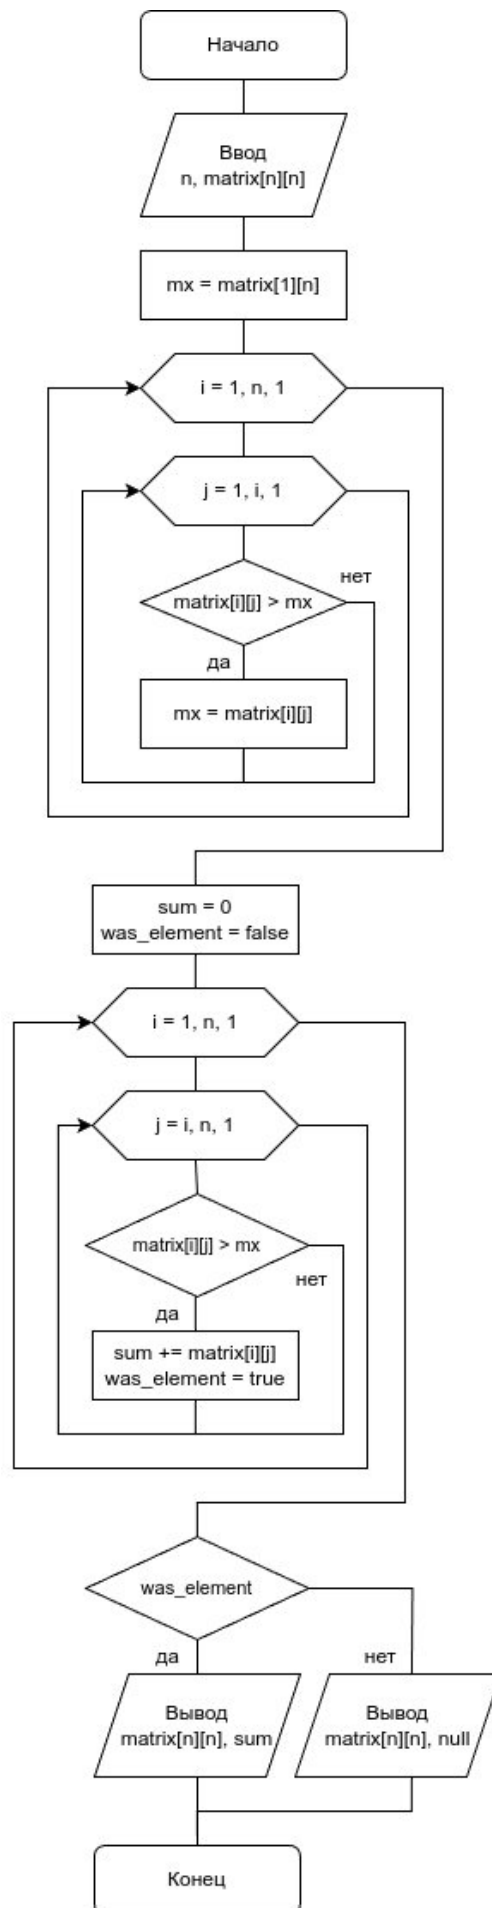 Начало
Ввод
n, matrix[n][n]
mx = matrix[1][n]
i = 1, n, 1
j = 1, i, 1
matrix[i][j] > mx
нет
да
mx = matrix[i][j]
sum = 0
was_element = false
i = 1, n, 1
j = i, n, 1
matrix[i][j] > mx
нет
да
sum += matrix[i][j]
was_element = true
was_element
да
нет
Вывод
matrix[n][n], sum
Вывод
matrix[n][n], null
Конец